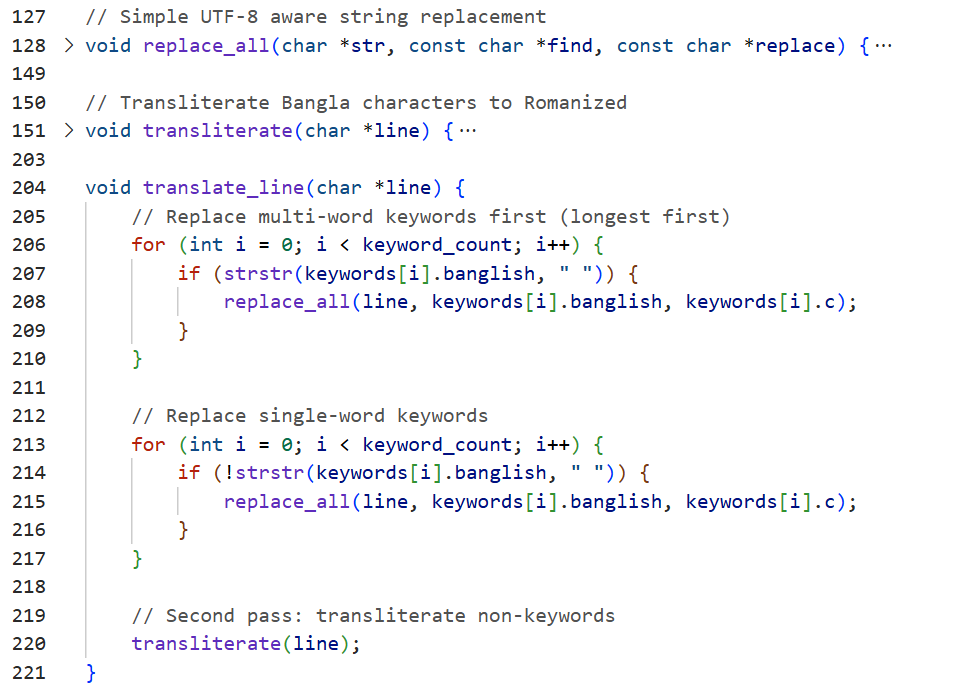 127 // Simple UTF-8 aware string replacement
128 > void replace_all(char *str, const char *find, const char *replace) {⋯
149
150 // Transliterate Bangla characters to Romanized
151 > void transliterate(char *line) {⋯
203
204 void translate_line(char *line) {
205     // Replace multi-word keywords first (longest first)
206     for (int i = 0; i < keyword_count; i++) {
207         if (strstr(keywords[i].banglish, " ")) {
208             replace_all(line, keywords[i].banglish, keywords[i].c);
209         }
210     }
211
212     // Replace single-word keywords
213     for (int i = 0; i < keyword_count; i++) {
214         if (!strstr(keywords[i].banglish, " ")) {
215             replace_all(line, keywords[i].banglish, keywords[i].c);
216         }
217     }
218
219     // Second pass: transliterate non-keywords
220     transliterate(line);
221 }